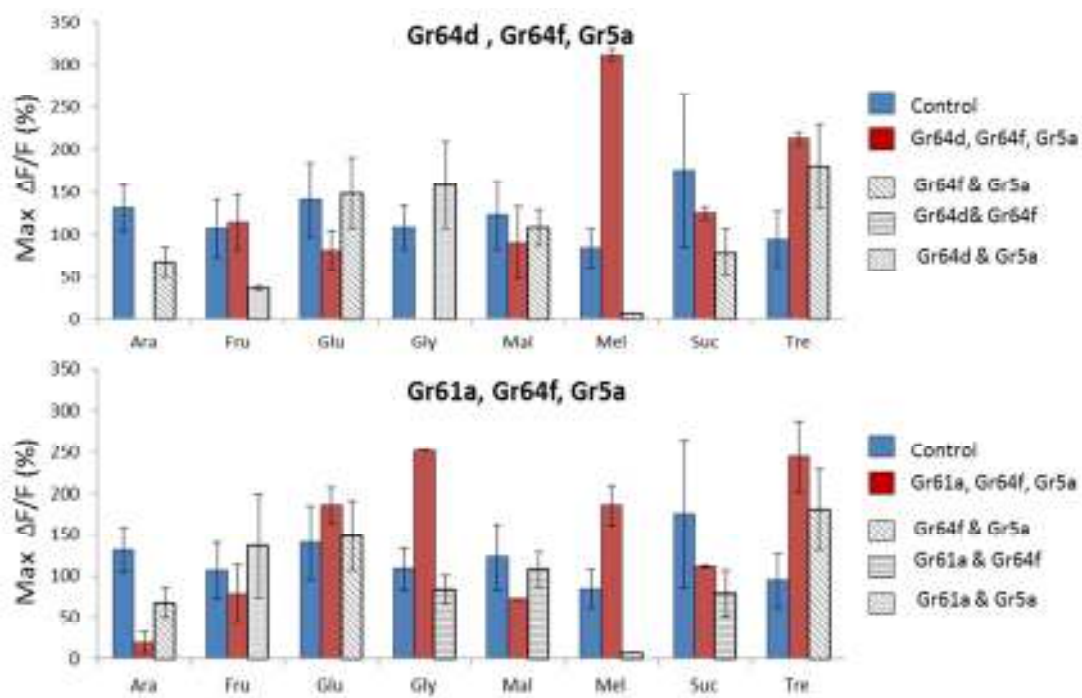 Gr64d , Gr64f, Gr5a
Max ΔF/F (%)
350
300
250
200
150
100
50
0
Ara Fru Glu Gly Mal Mel Suc Tre
Control
Gr64d, Gr64f, Gr5a
Gr64f & Gr5a
Gr64d& Gr64f
Gr64d & Gr5a
Gr61a, Gr64f, Gr5a
Max ΔF/F (%)
350
300
250
200
150
100
50
0
Ara Fru Glu Gly Mal Mel Suc Tre
Control
Gr61a, Gr64f, Gr5a
Gr64f & Gr5a
Gr61a & Gr64f
Gr61a & Gr5a